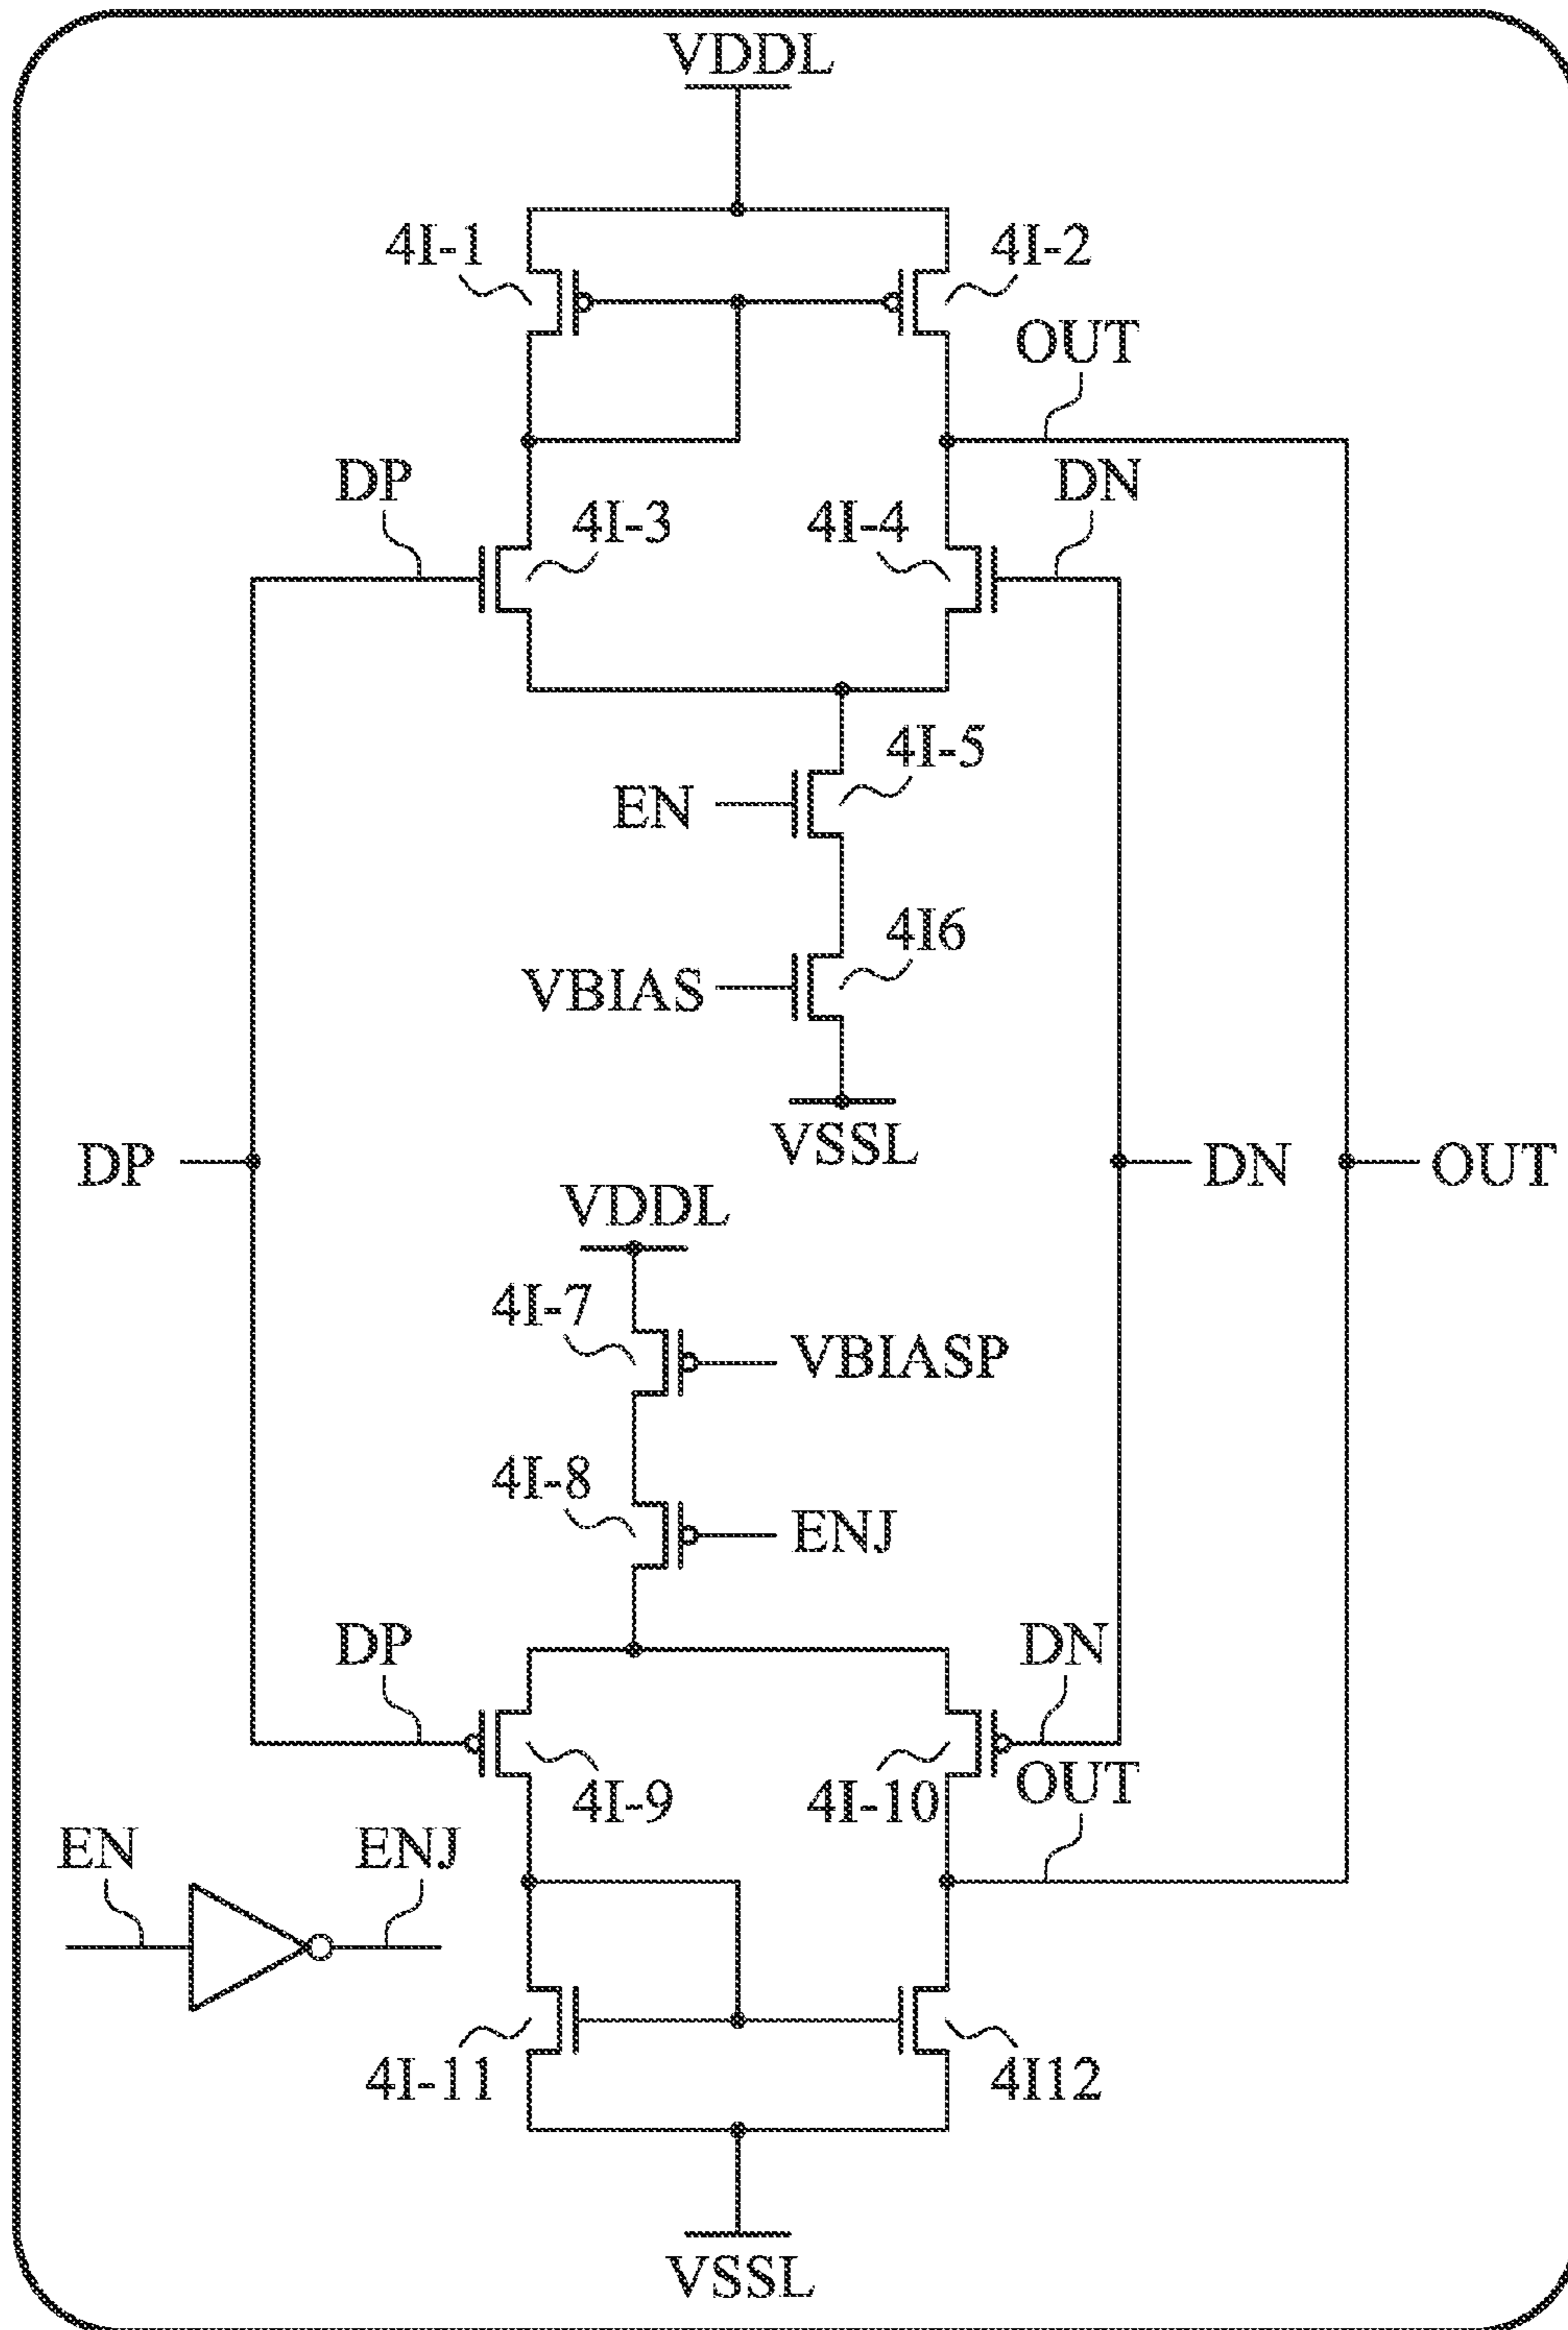 VDDL
4I-1
4I-2
OUT
DP
DN
4I-3
4I-4
4I-5
EN
4I6
VBIAS
VSSL
DP
DN
OUT
VDDL
4I-7
VBIASP
4I-8
ENJ
DP
DN
4I-9
4I-10
OUT
EN
ENJ
4I-11
4I12
VSSL